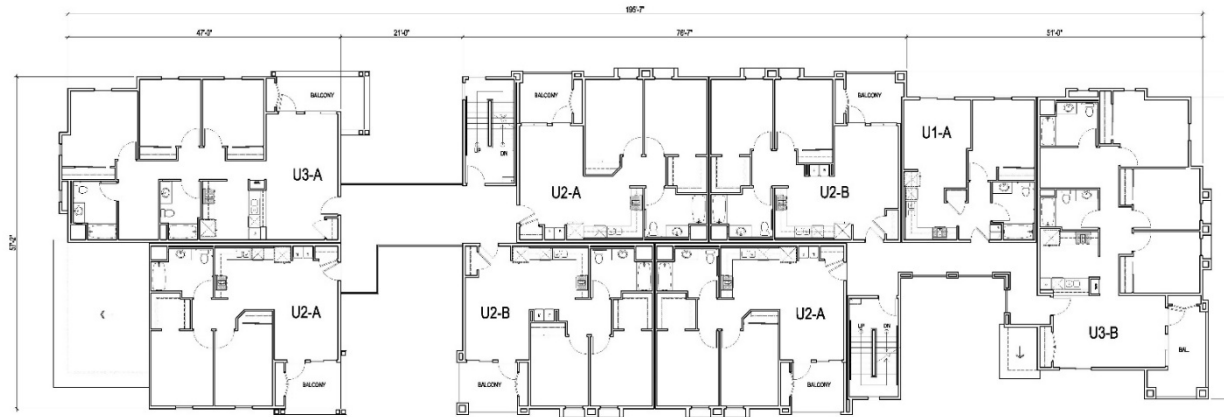 195'-7"
47'-0" 21'-0" 76'-7" 51'-0"
57'-2"
BALCONY
U3-A
UP
DN
BALCONY
U2-A
BALCONY
U2-B
U1-A
U2-A
BALCONY
U2-B
BALCONY
U2-A
BALCONY
UP DN
U3-B
BAL.